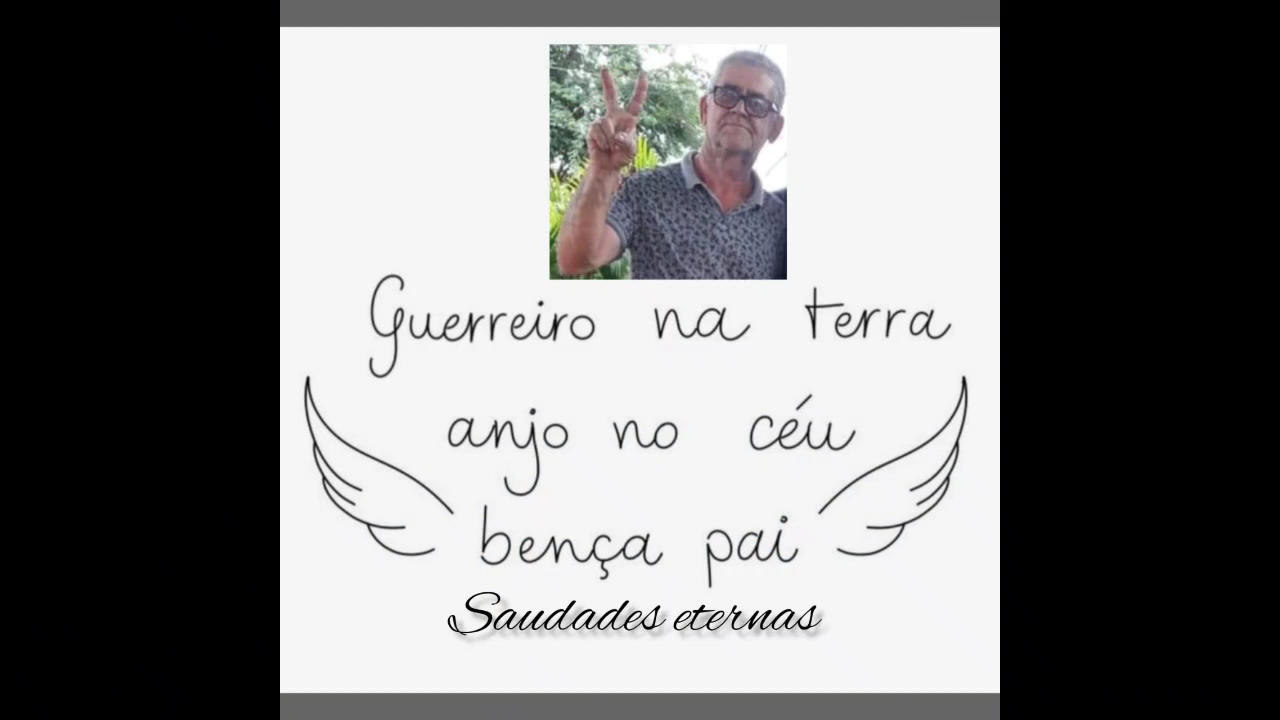 Guerreiro na terra
anjo no céu
bença pai
Saudades eternas